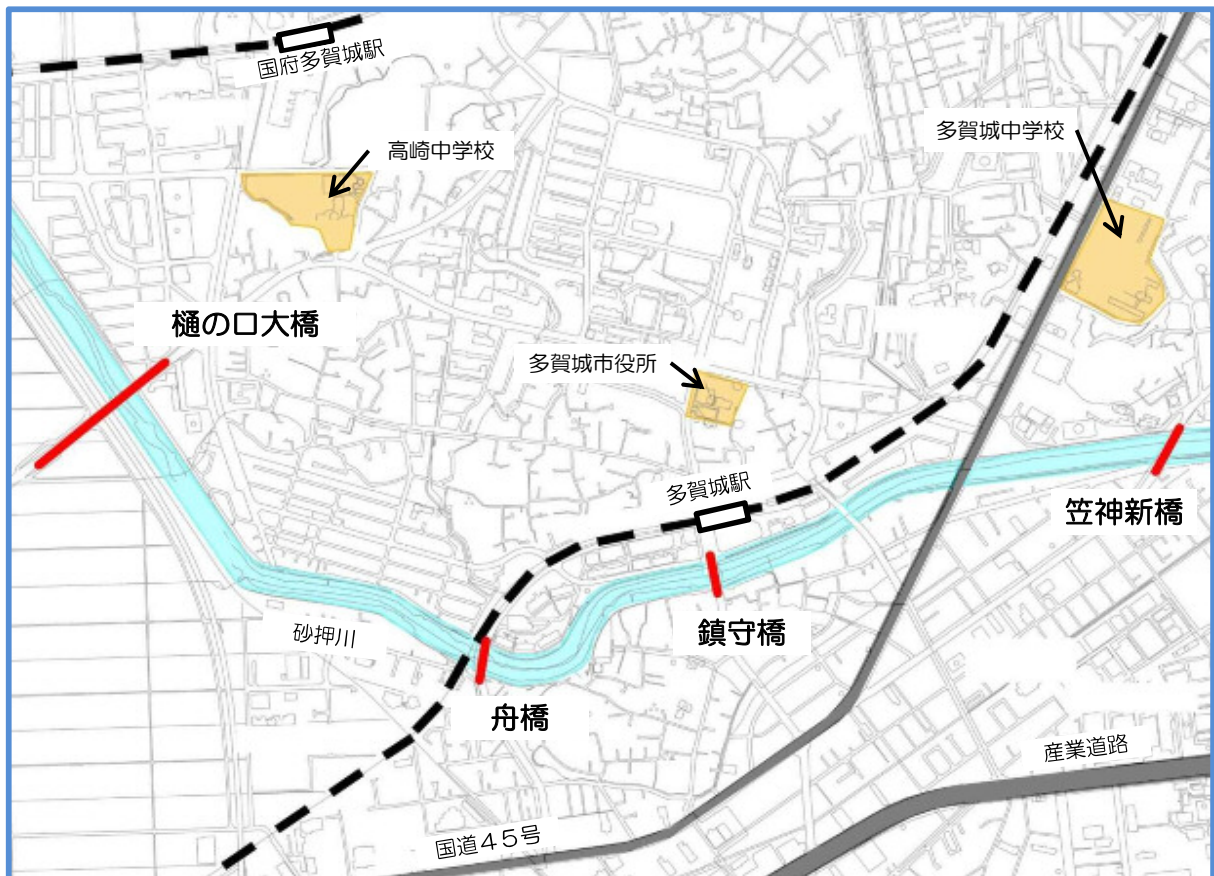 国府多賀城駅
高崎中学校
多賀城中学校
樋の口大橋
多賀城市役所
多賀城駅
笠神新橋
鎮守橋
砂押川
舟橋
産業道路
国道４５号